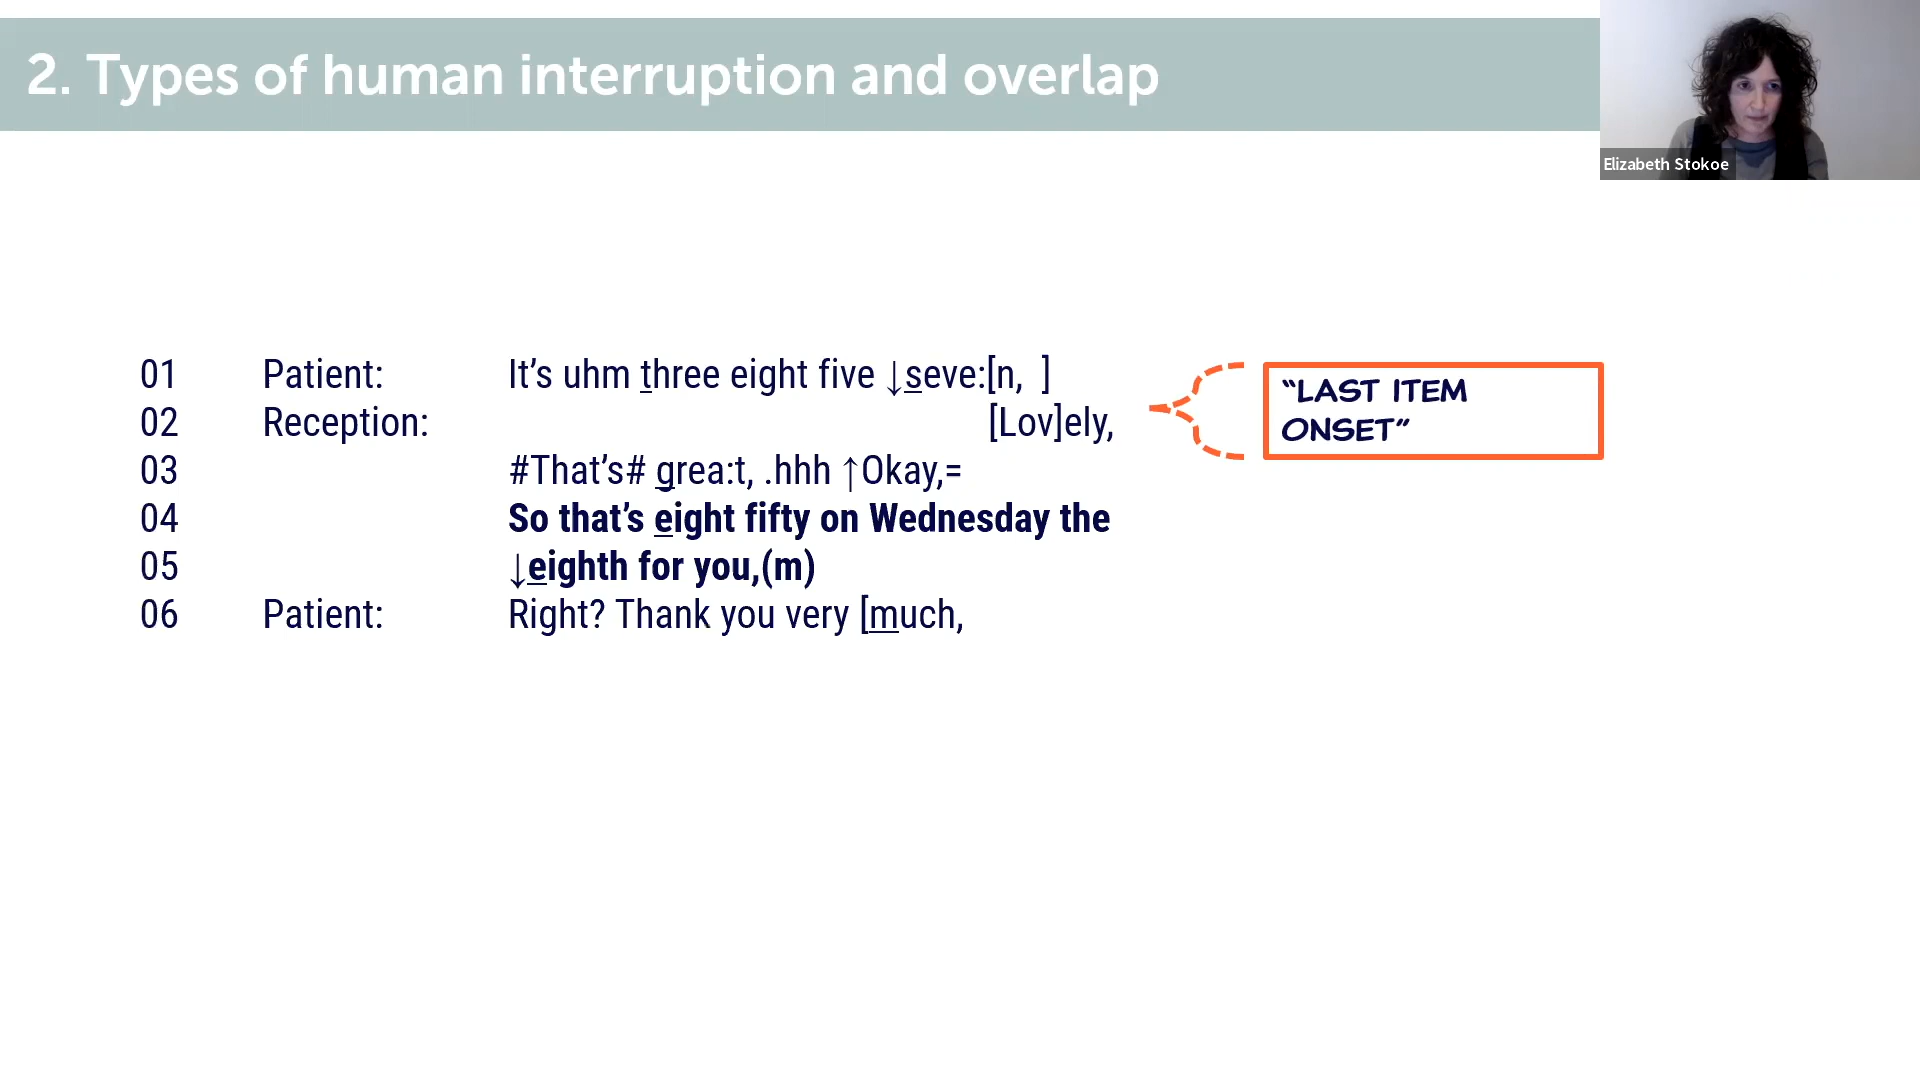 2. Types of human interruption and overlap
Elizabeth Stokoe
01 Patient: It’s uhm three eight five ↓seve:[n, ]
02 Reception: [Lov]ely,
03 #That’s# grea:t, .hhh ↑Okay,=
04 So that’s eight fifty on Wednesday the
05 ↓eighth for you,(m)
06 Patient: Right? Thank you very [much,
“LAST ITEM
ONSET”